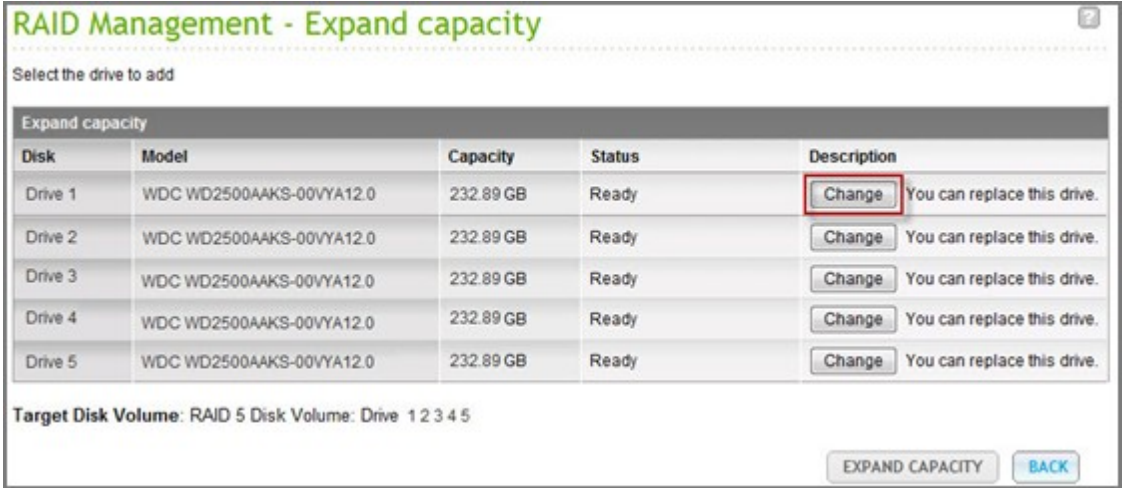 RAID Management - Expand capacity
?
Select the drive to add
Expand capacity
Disk Model Capacity Status Description
Drive 1 WDC WD2500AAKS-00VYA12.0 232.89 GB Ready Change You can replace this drive.
Drive 2 WDC WD2500AAKS-00VYA12.0 232.89 GB Ready Change You can replace this drive.
Drive 3 WDC WD2500AAKS-00VYA12.0 232.89 GB Ready Change You can replace this drive.
Drive 4 WDC WD2500AAKS-00VYA12.0 232.89 GB Ready Change You can replace this drive.
Drive 5 WDC WD2500AAKS-00VYA12.0 232.89 GB Ready Change You can replace this drive.
Target Disk Volume: RAID 5 Disk Volume: Drive 1 2 3 4 5
EXPAND CAPACITY BACK